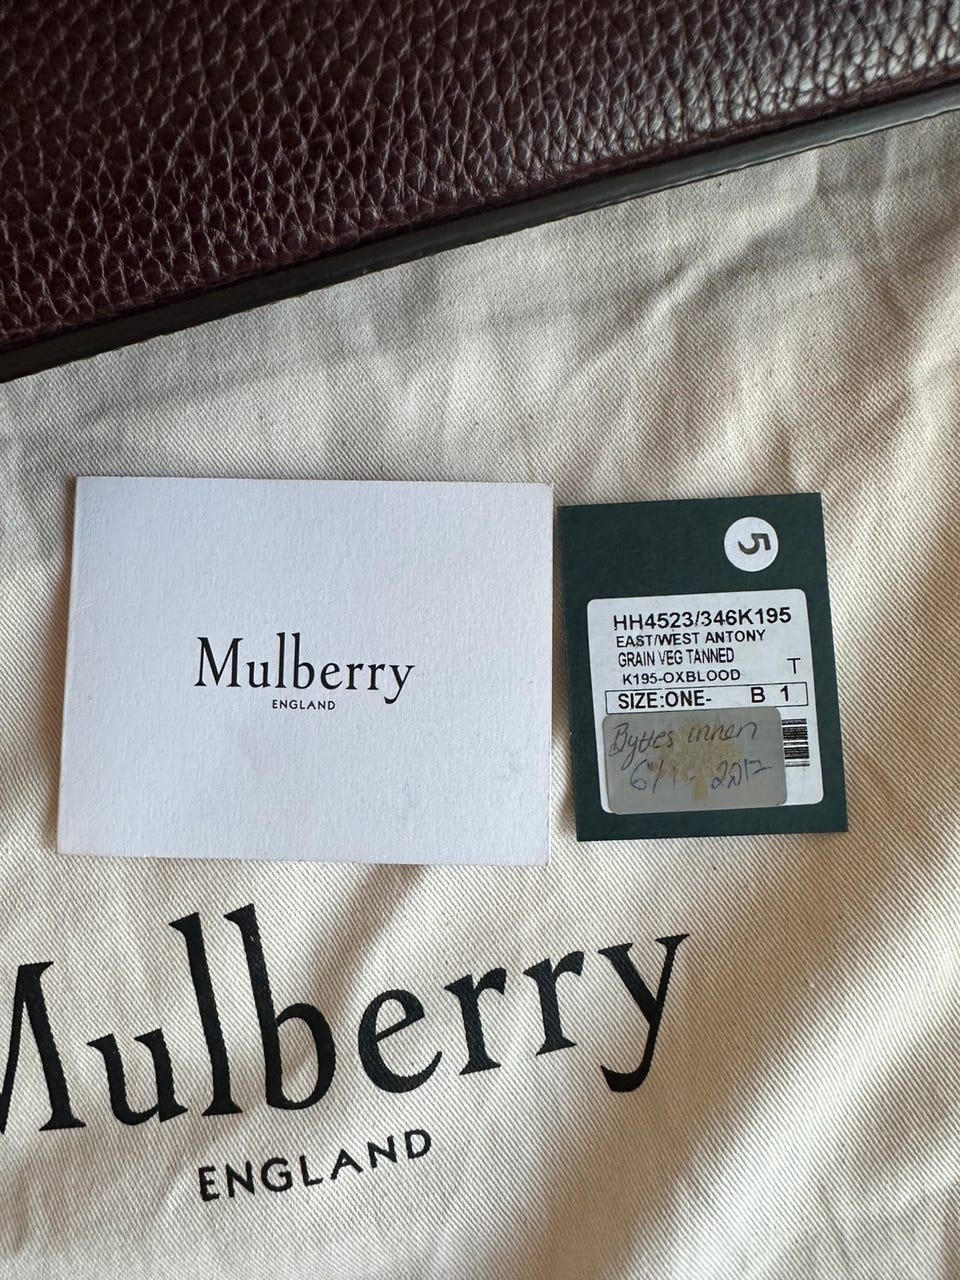 Mulberry
ENGLAND
5
HH4523/346K195
EAST/WEST ANTONY
GRAIN VEG TANNED
T
K195-OXBLOOD
SIZE:ONE- B 1
Byttes innen
Mulberry
ENGLAND